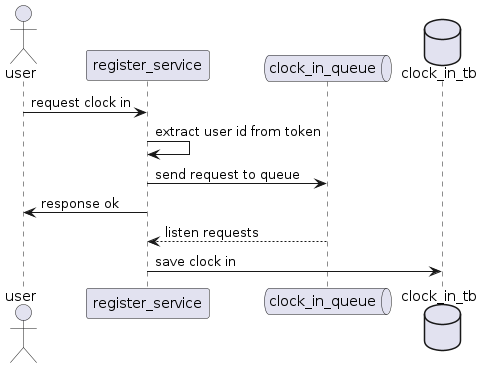 user
register_service
clock_in_queue
clock_in_tb
request clock in
extract user id from token
send request to queue
response ok
listen requests
save clock in
user
register_service
clock_in_queue
clock_in_tb